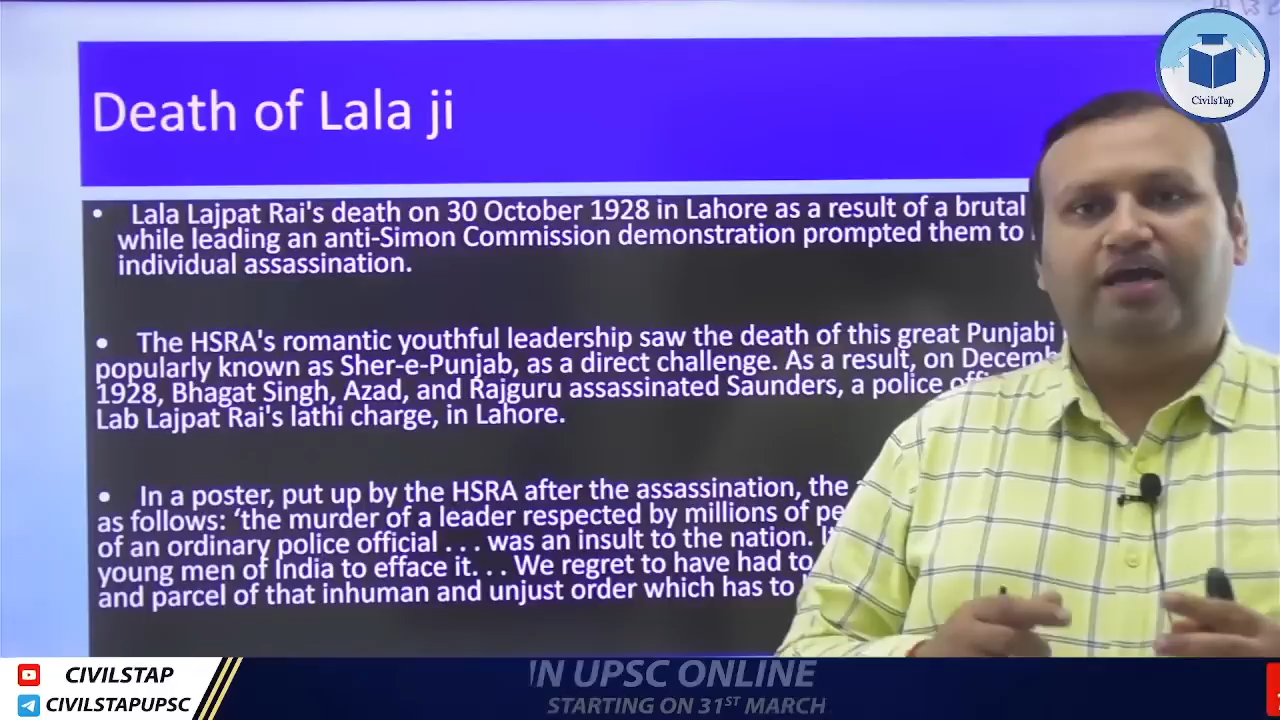 CivilsTap
Death of Lala ji
• Lala Lajpat Rai's death on 30 October 1928 in Lahore as a result of a brutal
while leading an anti-Simon Commission demonstration prompted them to
individual assassination.
• The HSRA's romantic youthful leadership saw the death of this great Punjabi
popularly known as Sher-e-Punjab, as a direct challenge. As a result, on Decemb
1928, Bhagat Singh, Azad, and Rajguru assassinated Saunders, a police
Lab Lajpat Rai's lathi charge, in Lahore.
• In a poster, put up by the HSRA after the assassination, the
as follows: ‘the murder of a leader respected by millions of pe
of an ordinary police official . . . was an insult to the nation.
young men of India to efface it. . . We regret to have had to
and parcel of that inhuman and unjust order which has to
CIVILSTAP
IN UPSC ONLINE
CIVILSTAPUPSC
STARTING ON 31ST MARCH